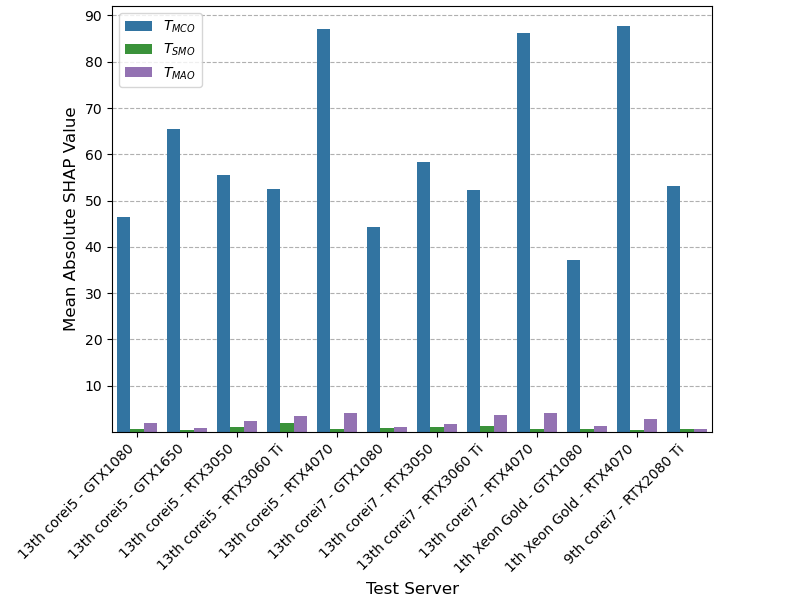 90
80
70
60
50
40
30
20
10
Mean Absolute SHAP Value
T_MCO
T_SMO
T_MAO
13th corei5 - GTX1080
13th corei5 - GTX1650
13th corei5 - RTX3050
13th corei5 - RTX3060 Ti
13th corei5 - RTX4070
13th corei7 - GTX1080
13th corei7 - RTX3050
13th corei7 - RTX3060 Ti
13th corei7 - RTX4070
1th Xeon Gold - GTX1080
1th Xeon Gold - RTX4070
9th corei7 - RTX2080 Ti
Test Server